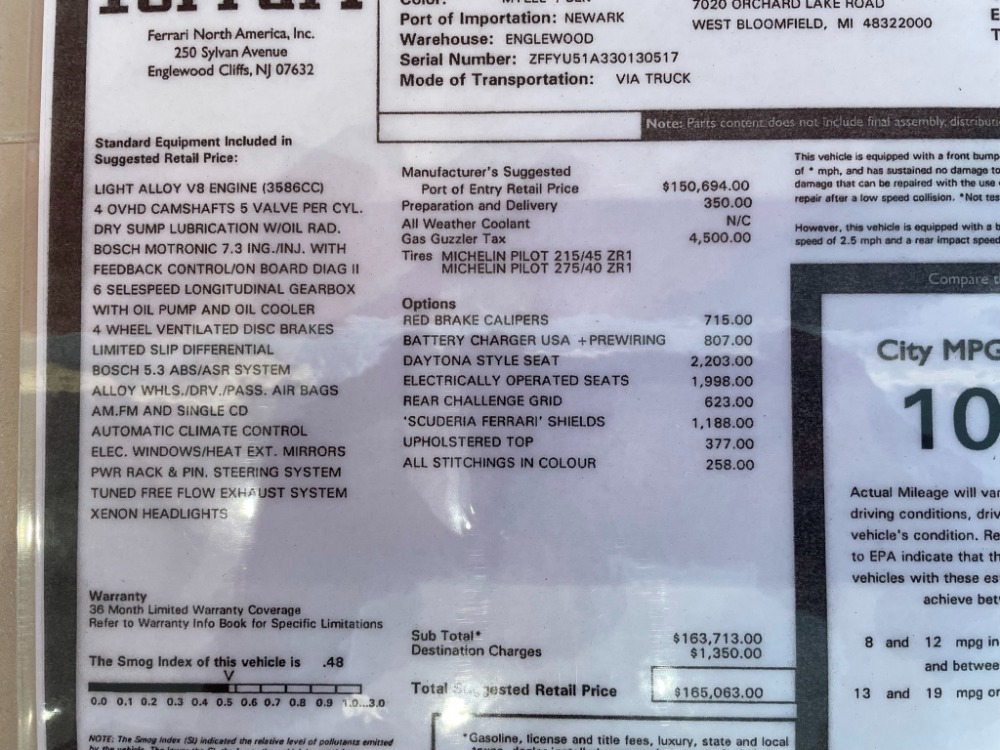 Ferrari
Ferrari North America, Inc.
250 Sylvan Avenue
Englewood Cliffs, NJ 07632
Port of Importation: NEWARK
Warehouse: ENGLEWOOD
Serial Number: ZFFYU51A330130517
Mode of Transportation: VIA TRUCK
7020 ORCHARD LAKE ROAD
WEST BLOOMFIELD, MI 48322000
Note: Parts content does not include final assembly, distributi
Standard Equipment Included in
Suggested Retail Price:
LIGHT ALLOY V8 ENGINE (3586CC)
4 OVHD CAMSHAFTS 5 VALVE PER CYL.
DRY SUMP LUBRICATION W/OIL RAD.
BOSCH MOTRONIC 7.3 ING./INJ. WITH
FEEDBACK CONTROL/ON BOARD DIAG II
6 SELESPEED LONGITUDINAL GEARBOX
WITH OIL PUMP AND OIL COOLER
4 WHEEL VENTILATED DISC BRAKES
LIMITED SLIP DIFFERENTIAL
BOSCH 5.3 ABS/ASR SYSTEM
ALLOY WHLS./DRV./PASS. AIR BAGS
AM.FM AND SINGLE CD
AUTOMATIC CLIMATE CONTROL
ELEC. WINDOWS/HEAT EXT. MIRRORS
PWR RACK & PIN. STEERING SYSTEM
TUNED FREE FLOW EXHAUST SYSTEM
XENON HEADLIGHTS
Warranty
36 Month Limited Warranty Coverage
Refer to Warranty Info Book for Specific Limitations
The Smog Index of this vehicle is .48
V
0.0 0.1 0.2 0.3 0.4 0.5 0.6 0.7 0.8 0.9 1.0...3.0
NOTE: The Smog Index (SI) indicated the relative level of pollutants emitted
Manufacturer's Suggested
Port of Entry Retail Price $150,694.00
Preparation and Delivery 350.00
All Weather Coolant N/C
Gas Guzzler Tax 4,500.00
Tires MICHELIN PILOT 215/45 ZR1
MICHELIN PILOT 275/40 ZR1
Options
RED BRAKE CALIPERS 715.00
BATTERY CHARGER USA +PREWIRING 807.00
DAYTONA STYLE SEAT 2,203.00
ELECTRICALLY OPERATED SEATS 1,998.00
REAR CHALLENGE GRID 623.00
'SCUDERIA FERRARI' SHIELDS 1,188.00
UPHOLSTERED TOP 377.00
ALL STITCHINGS IN COLOUR 258.00
Sub Total* $163,713.00
Destination Charges $1,350.00
Total Suggested Retail Price $165,063.00
*Gasoline, license and title fees, luxury, state and local
This vehicle is equipped with a front bump
of * mph, and has sustained no damage to
damage that can be repaired with the use
repair after a low speed collision. *Not tes
However, this vehicle is equipped with a b
speed of 2.5 mph and a rear impact speed
Compare
City MPG
10
Actual Mileage will var
driving conditions, driv
vehicle's condition. Re
to EPA indicate that th
vehicles with these es
achieve bet
8 and 12 mpg in
and betwee
13 and 19 mpg on